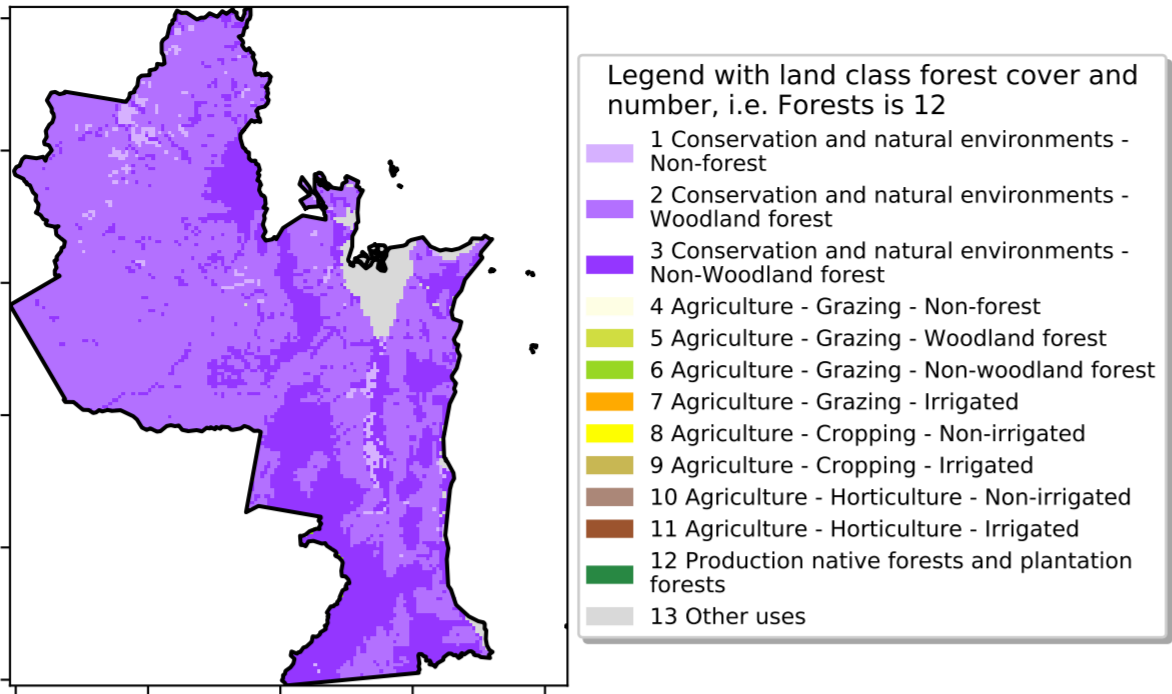 Legend with land class forest cover and
number, i.e. Forests is 12
1 Conservation and natural environments -
Non-forest
2 Conservation and natural environments -
Woodland forest
3 Conservation and natural environments -
Non-Woodland forest
4 Agriculture - Grazing - Non-forest
5 Agriculture - Grazing - Woodland forest
6 Agriculture - Grazing - Non-woodland forest
7 Agriculture - Grazing - Irrigated
8 Agriculture - Cropping - Non-irrigated
9 Agriculture - Cropping - Irrigated
10 Agriculture - Horticulture - Non-irrigated
11 Agriculture - Horticulture - Irrigated
12 Production native forests and plantation
forests
13 Other uses